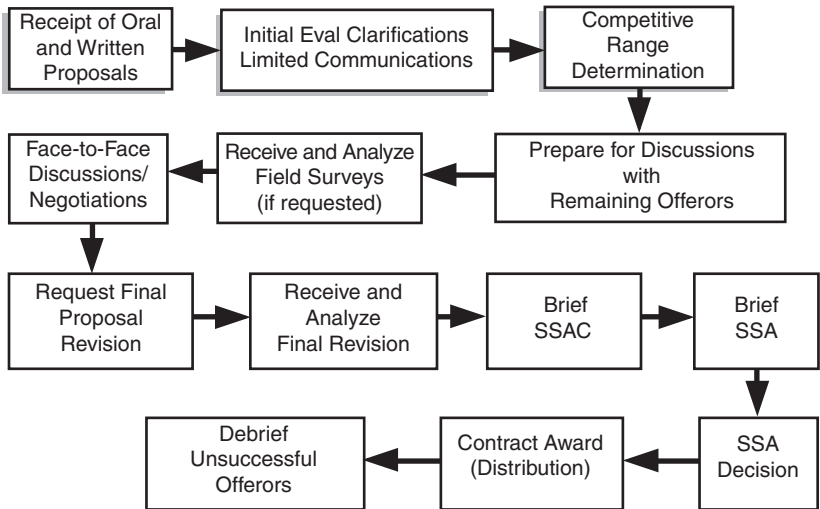 Receipt of Oral
and Written
Proposals
Initial Eval Clarifications
Limited Communications
Competitive
Range
Determination
Prepare for Discussions
with
Remaining Offerors
Receive and Analyze
Field Surveys
(if requested)
Face-to-Face
Discussions/
Negotiations
Request Final
Proposal
Revision
Receive and
Analyze
Final Revision
Brief
SSAC
Brief
SSA
SSA
Decision
Contract Award
(Distribution)
Debrief
Unsuccessful
Offerors